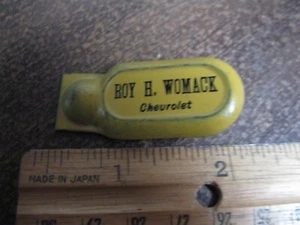 ROY H. WOMACK
Chevrolet
1 2
MADE IN JAPAN